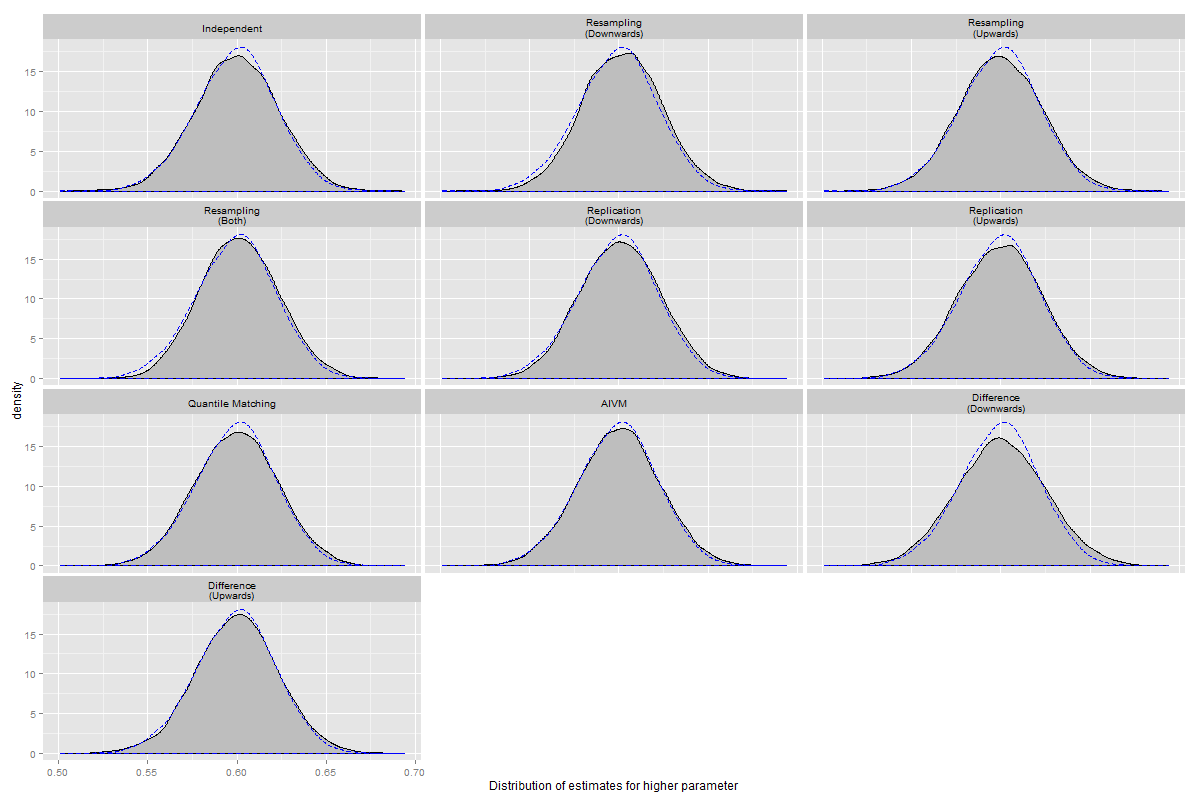 Independent
Resampling
(Downwards)
Resampling
(Upwards)
15
10
5
0
Resampling
(Both)
Replication
(Downwards)
Replication
(Upwards)
15
10
5
0
density
Quantile Matching
AIVM
Difference
(Downwards)
15
10
5
0
Difference
(Upwards)
15
10
5
0
0.50 0.55 0.60 0.65 0.70
Distribution of estimates for higher parameter